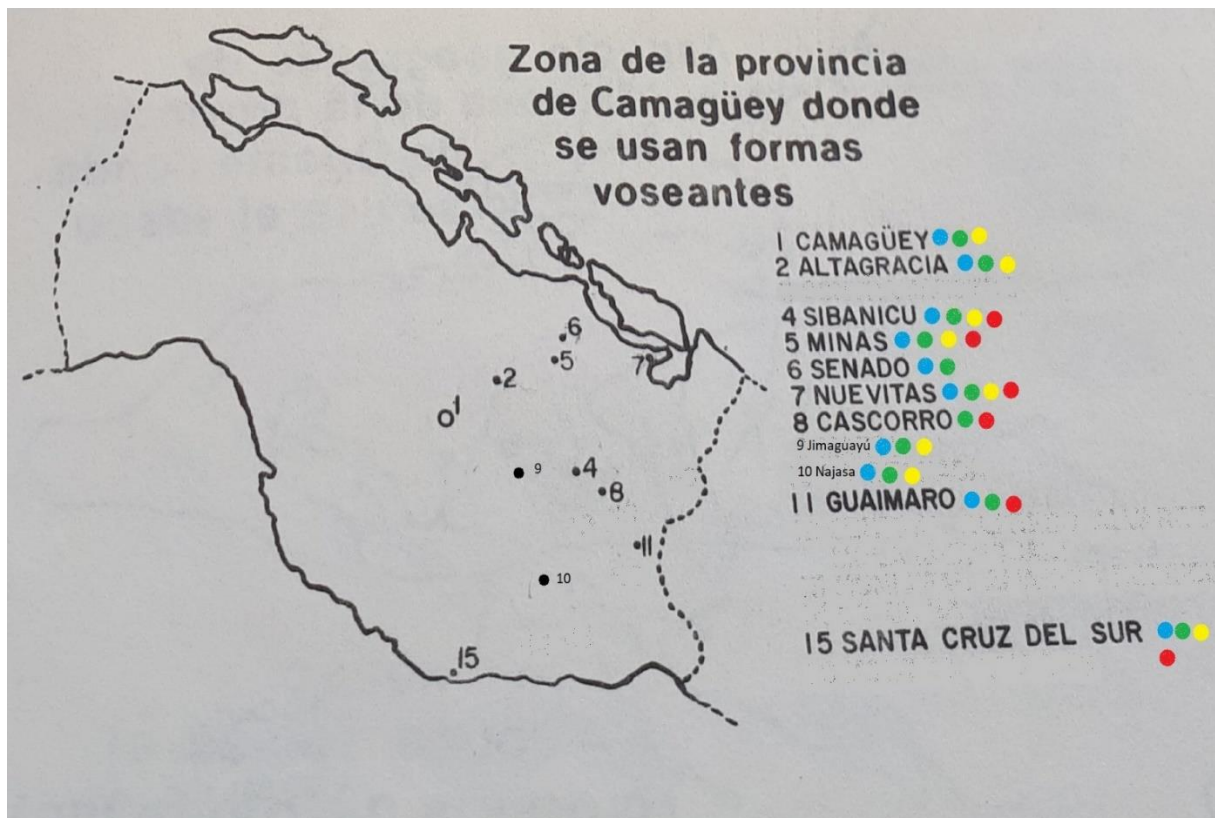 Zona de la provincia
de Camagüey donde
se usan formas
voseantes
1 CAMAGÜEY
2 ALTAGRACIA
4 SIBANICU
5 MINAS
6 SENADO
7 NUEVITAS
8 CASCORRO
9 Jimaguayú
10 Najasa
11 GUAIMARO
15 SANTA CRUZ DEL SUR
6
5
7
2
1
9
4
8
11
10
15